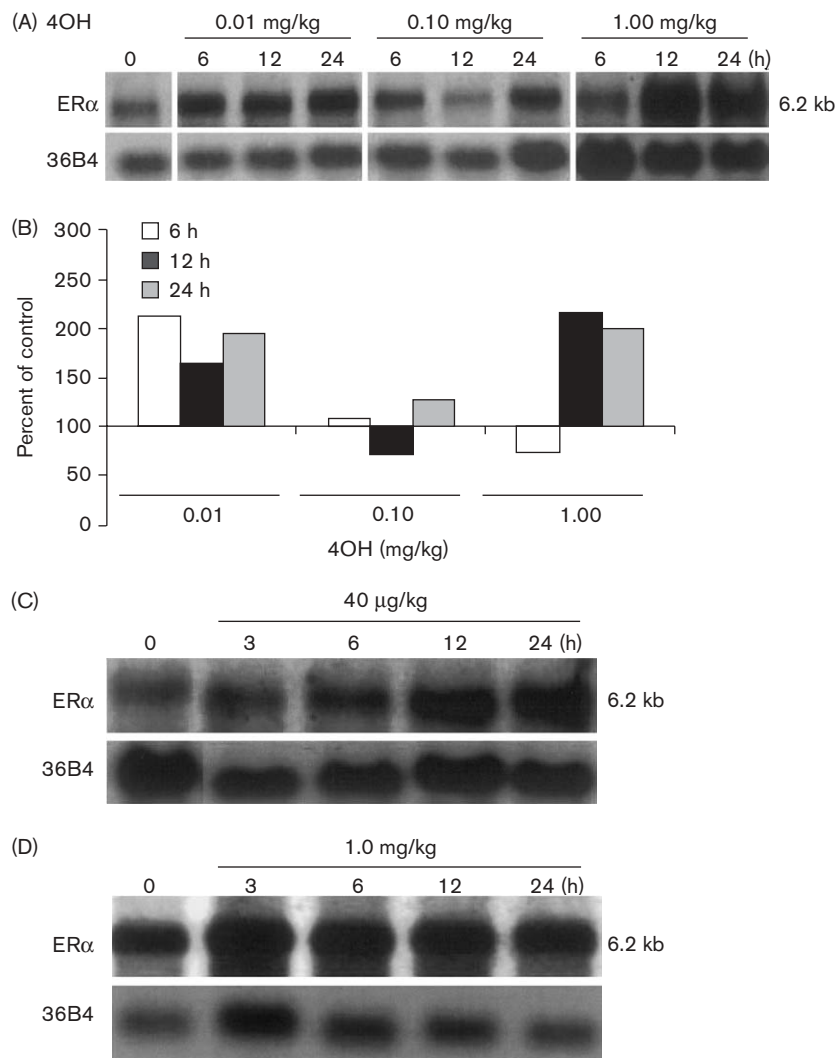 (A) 4OH 0.01 mg/kg 0.10 mg/kg 1.00 mg/kg
0 6 12 24 6 12 24 6 12 24 (h)
ERα 6.2 kb
36B4
(B)
300
250
200
150
100
50
0
Percent of control
6 h
12 h
24 h
0.01 0.10 1.00
4OH (mg/kg)
(C) 40 µg/kg
0 3 6 12 24 (h)
ERα 6.2 kb
36B4
(D) 1.0 mg/kg
0 3 6 12 24 (h)
ERα 6.2 kb
36B4